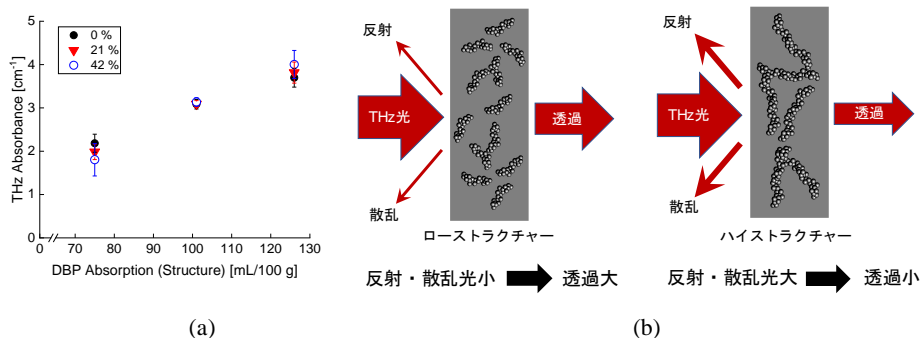 5
4
3
2
1
0
0 70 80 90 100 110 120 130
THz Absorbance [cm⁻¹]
DBP Absorption (Structure) [mL/100 g]
0 %
21 %
42 %
(a)
反射
THz光
透過
散乱
ローストラクチャー
反射・散乱光小 透過大
反射
THz光
透過
散乱
ハイストラクチャー
反射・散乱光大 透過小
(b)